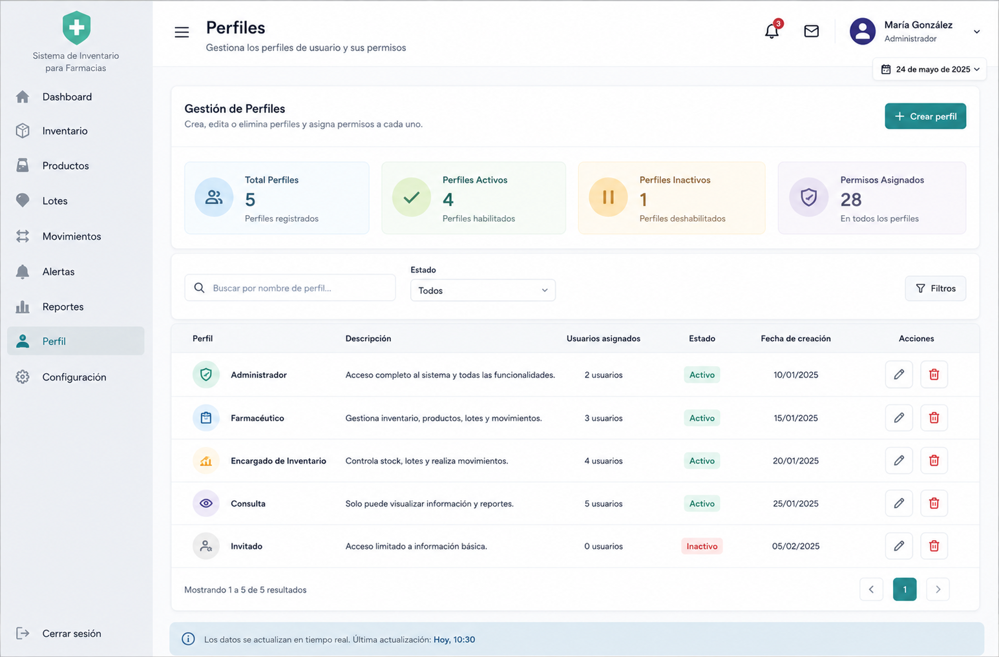 Sistema de Inventario
para Farmacias
Dashboard
Inventario
Productos
Lotes
Movimientos
Alertas
Reportes
Perfil
Configuración
Cerrar sesión
Perfiles
Gestiona los perfiles de usuario y sus permisos
3
María González
Administrador
24 de mayo de 2025
Gestión de Perfiles
Crea, edita o elimina perfiles y asigna permisos a cada uno.
+ Crear perfil
Total Perfiles
5
Perfiles registrados
Perfiles Activos
4
Perfiles habilitados
Perfiles Inactivos
1
Perfiles deshabilitados
Permisos Asignados
28
En todos los perfiles
Buscar por nombre de perfil...
Estado
Todos
Filtros
Perfil Descripción Usuarios asignados Estado Fecha de creación Acciones
Administrador Acceso completo al sistema y todas las funcionalidades. 2 usuarios Activo 10/01/2025
Farmacéutico Gestiona inventario, productos, lotes y movimientos. 3 usuarios Activo 15/01/2025
Encargado de Inventario Controla stock, lotes y realiza movimientos. 4 usuarios Activo 20/01/2025
Consulta Solo puede visualizar información y reportes. 5 usuarios Activo 25/01/2025
Invitado Acceso limitado a información básica. 0 usuarios Inactivo 05/02/2025
Mostrando 1 a 5 de 5 resultados
1
Los datos se actualizan en tiempo real. Última actualización: Hoy, 10:30